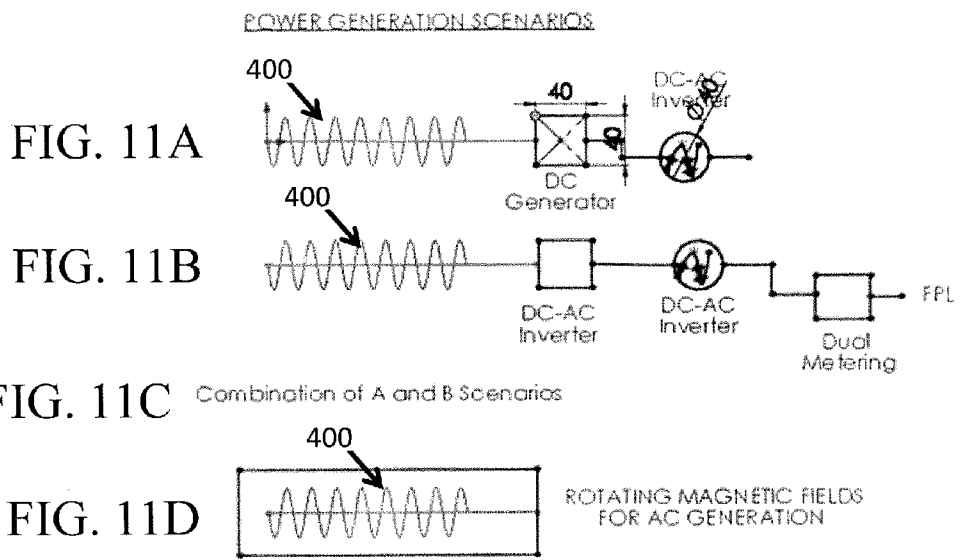 POWER GENERATION SCENARIOS
400
FIG. 11A
40
40
DC
Generator
DC-AC
Inverter
Ø40
400
FIG. 11B
DC-AC
Inverter
DC-AC
Inverter
Dual
Metering
FPL
FIG. 11C Combination of A and B Scenarios
400
FIG. 11D
ROTATING MAGNETIC FIELDS
FOR AC GENERATION